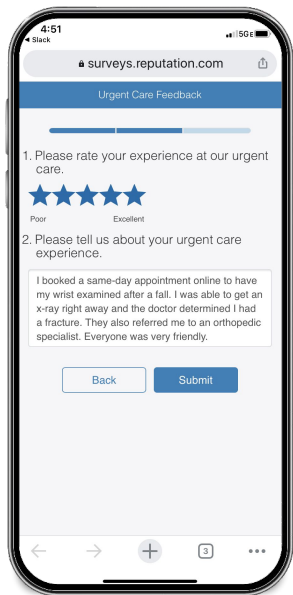 4:51
5GE
Slack
surveys.reputation.com
Urgent Care Feedback
1. Please rate your experience at our urgent
care.
Poor Excellent
2. Please tell us about your urgent care
experience.
I booked a same-day appointment online to have
my wrist examined after a fall. I was able to get an
x-ray right away and the doctor determined I had
a fracture. They also referred me to an orthopedic
specialist. Everyone was very friendly.
Back Submit
3